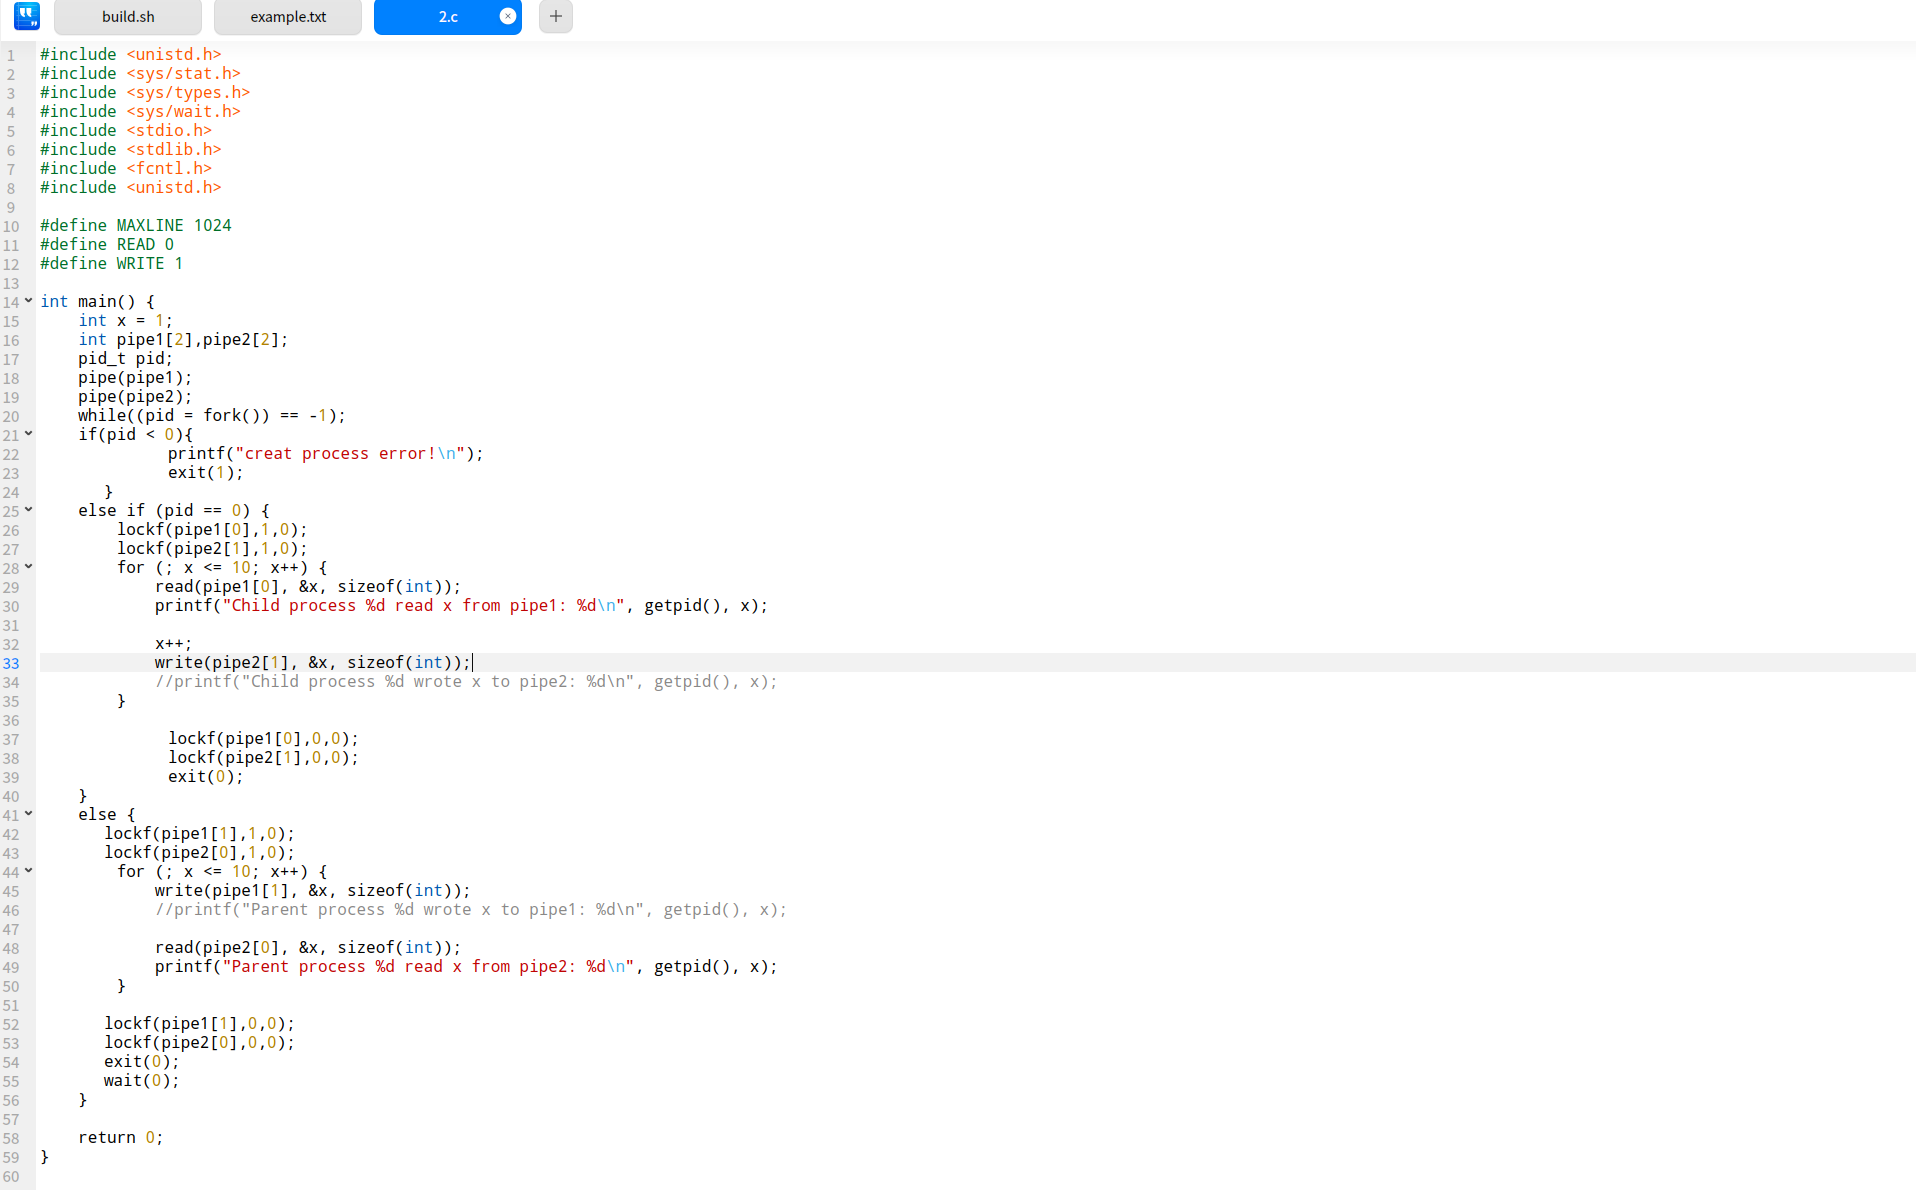 build.sh example.txt 2.c
1 #include <unistd.h>
2 #include <sys/stat.h>
3 #include <sys/types.h>
4 #include <sys/wait.h>
5 #include <stdio.h>
6 #include <stdlib.h>
7 #include <fcntl.h>
8 #include <unistd.h>
9
10 #define MAXLINE 1024
11 #define READ 0
12 #define WRITE 1
13
14 int main() {
15     int x = 1;
16     int pipe1[2],pipe2[2];
17     pid_t pid;
18     pipe(pipe1);
19     pipe(pipe2);
20     while((pid = fork()) == -1);
21     if(pid < 0){
22         printf("creat process error!\n");
23         exit(1);
24     }
25     else if (pid == 0) {
26         lockf(pipe1[0],1,0);
27         lockf(pipe2[1],1,0);
28         for (; x <= 10; x++) {
29             read(pipe1[0], &x, sizeof(int));
30             printf("Child process %d read x from pipe1: %d\n", getpid(), x);
31
32             x++;
33             write(pipe2[1], &x, sizeof(int));
34             //printf("Child process %d wrote x to pipe2: %d\n", getpid(), x);
35         }
36
37         lockf(pipe1[0],0,0);
38         lockf(pipe2[1],0,0);
39         exit(0);
40     }
41     else {
42         lockf(pipe1[1],1,0);
43         lockf(pipe2[0],1,0);
44         for (; x <= 10; x++) {
45             write(pipe1[1], &x, sizeof(int));
46             //printf("Parent process %d wrote x to pipe1: %d\n", getpid(), x);
47
48             read(pipe2[0], &x, sizeof(int));
49             printf("Parent process %d read x from pipe2: %d\n", getpid(), x);
50         }
51
52         lockf(pipe1[1],0,0);
53         lockf(pipe2[0],0,0);
54         exit(0);
55         wait(0);
56     }
57
58     return 0;
59 }
60